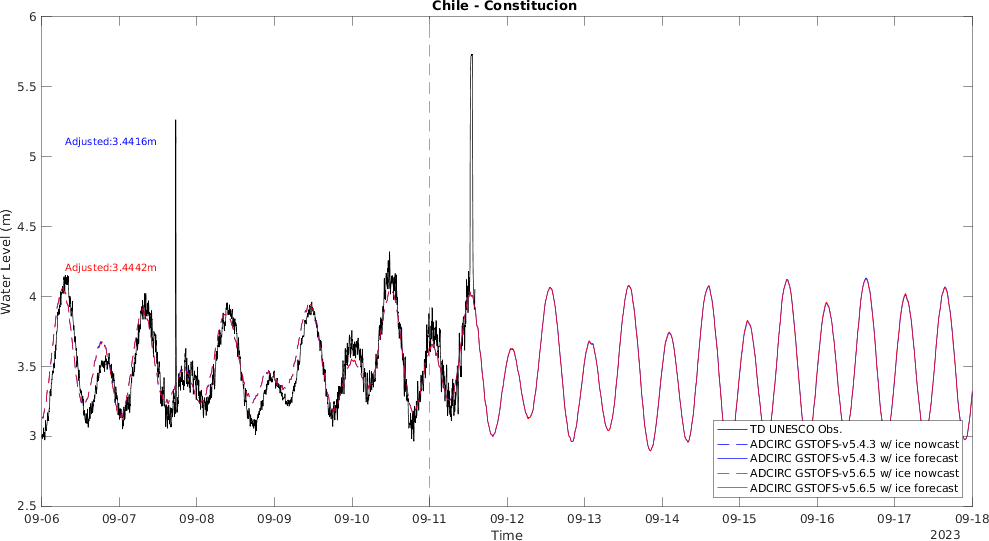 Chile - Constitucion
6
5.5
5
4.5
4
3.5
3
2.5
Water Level (m)
Adjusted:3.4416m
Adjusted:3.4442m
TD UNESCO Obs.
ADCIRC GSTOFS-v5.4.3 w/ ice nowcast
ADCIRC GSTOFS-v5.4.3 w/ ice forecast
ADCIRC GSTOFS-v5.6.5 w/ ice nowcast
ADCIRC GSTOFS-v5.6.5 w/ ice forecast
09-06 09-07 09-08 09-09 09-10 09-11 09-12 09-13 09-14 09-15 09-16 09-17 09-18
Time
2023